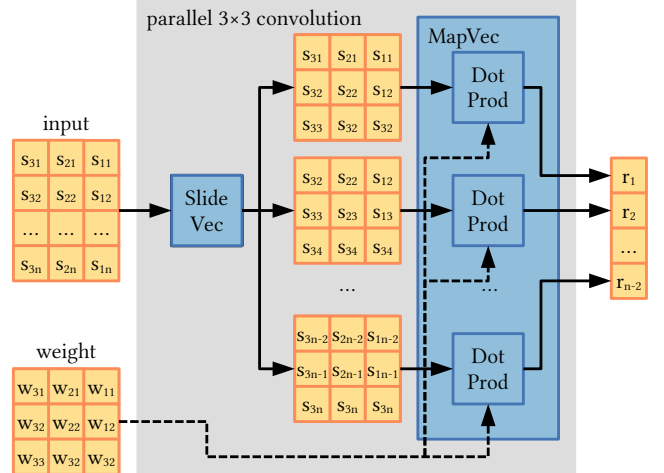 parallel 3×3 convolution
MapVec
input
s31 s21 s11
s32 s22 s12
... ... ...
s3n s2n s1n
Slide
Vec
s31 s21 s11
s32 s22 s12
s33 s32 s32
Dot
Prod
s32 s22 s12
s33 s23 s13
s34 s34 s34
Dot
Prod
...
...
s3n-2 s2n-2 s1n-2
s3n-1 s2n-1 s1n-1
s3n s3n s3n
Dot
Prod
r1
r2
...
rn-2
weight
w31 w21 w11
w32 w22 w12
w33 w32 w32